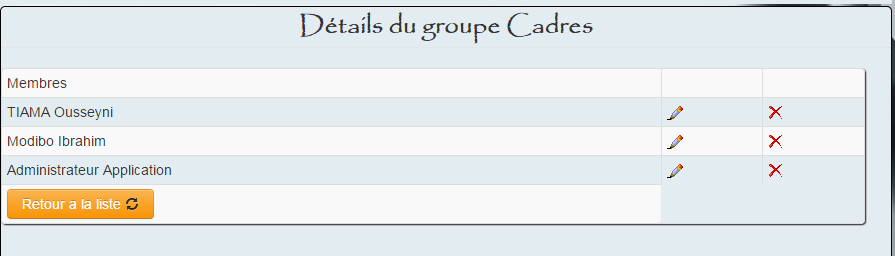 Détails du groupe Cadres
Membres
TIAMA Ousseyni
Modibo Ibrahim
Administrateur Application
Retour a la liste